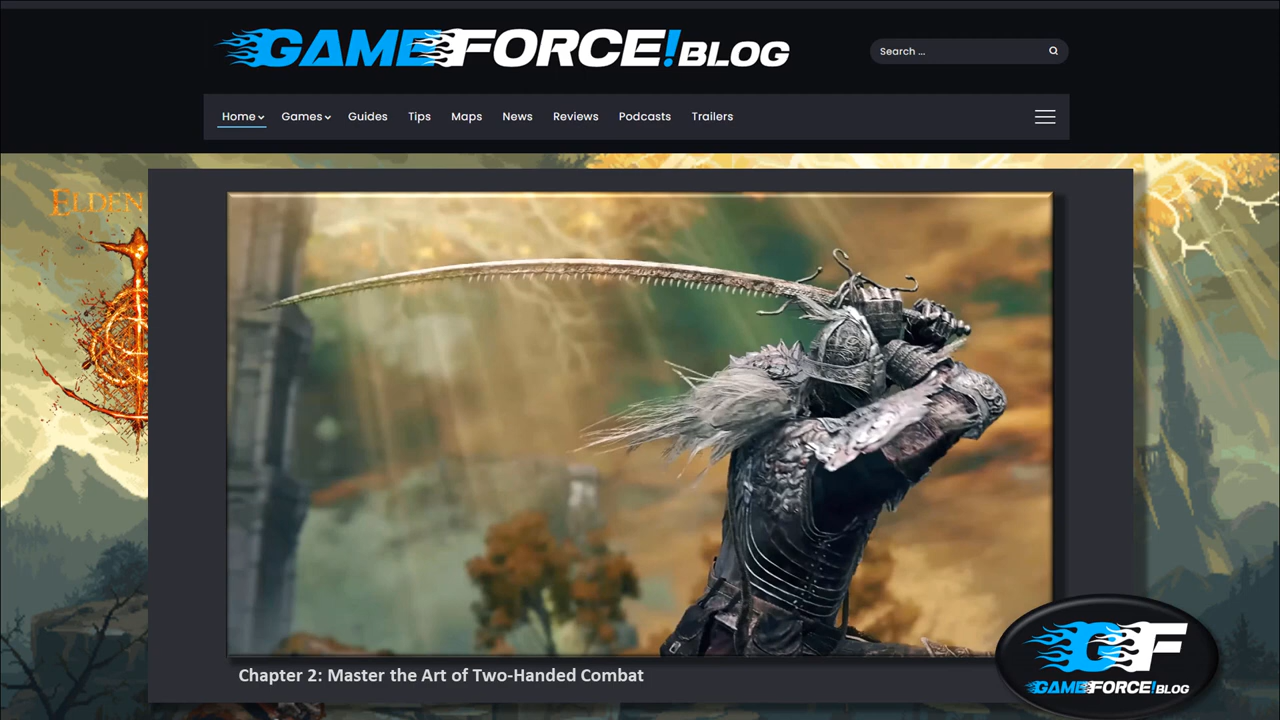 GAMEFORCE!BLOG
Search ...
Home Games Guides Tips Maps News Reviews Podcasts Trailers
ELDEN
Chapter 2: Master the Art of Two-Handed Combat
GF
GAMEFORCE!BLOG